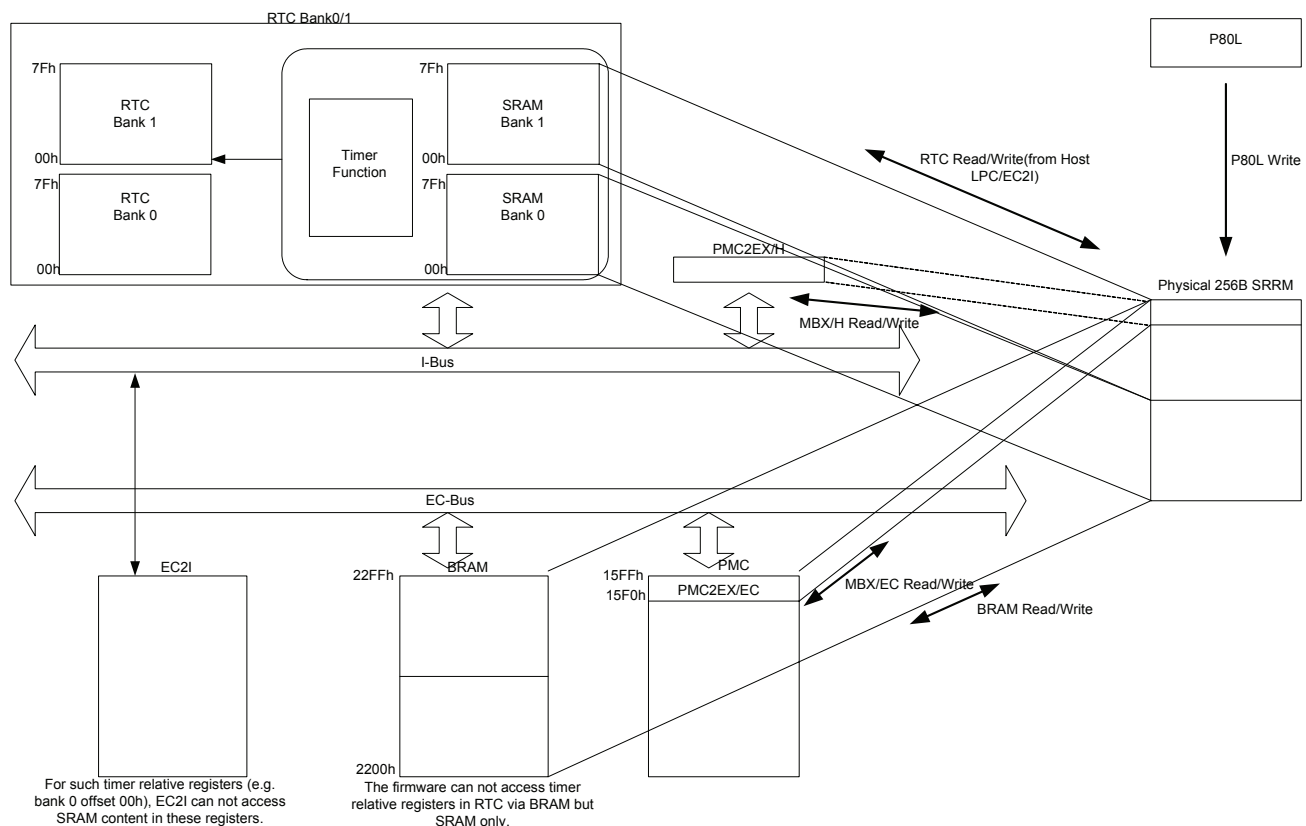 RTC Bank0/1
P80L
7Fh
RTC
Bank 1
00h
7Fh
RTC
Bank 0
00h
Timer
Function
7Fh
SRAM
Bank 1
00h
7Fh
SRAM
Bank 0
00h
RTC Read/Write(from Host
LPC/EC2I)
P80L Write
PMC2EX/H
MBX/H Read/Write
Physical 256B SRRM
I-Bus
EC-Bus
EC2I
BRAM
22FFh
2200h
PMC
15FFh
15F0h
PMC2EX/EC
MBX/EC Read/Write
BRAM Read/Write
For such timer relative registers (e.g.
bank 0 offset 00h), EC2I can not access
SRAM content in these registers.
The firmware can not access timer
relative registers in RTC via BRAM but
SRAM only.